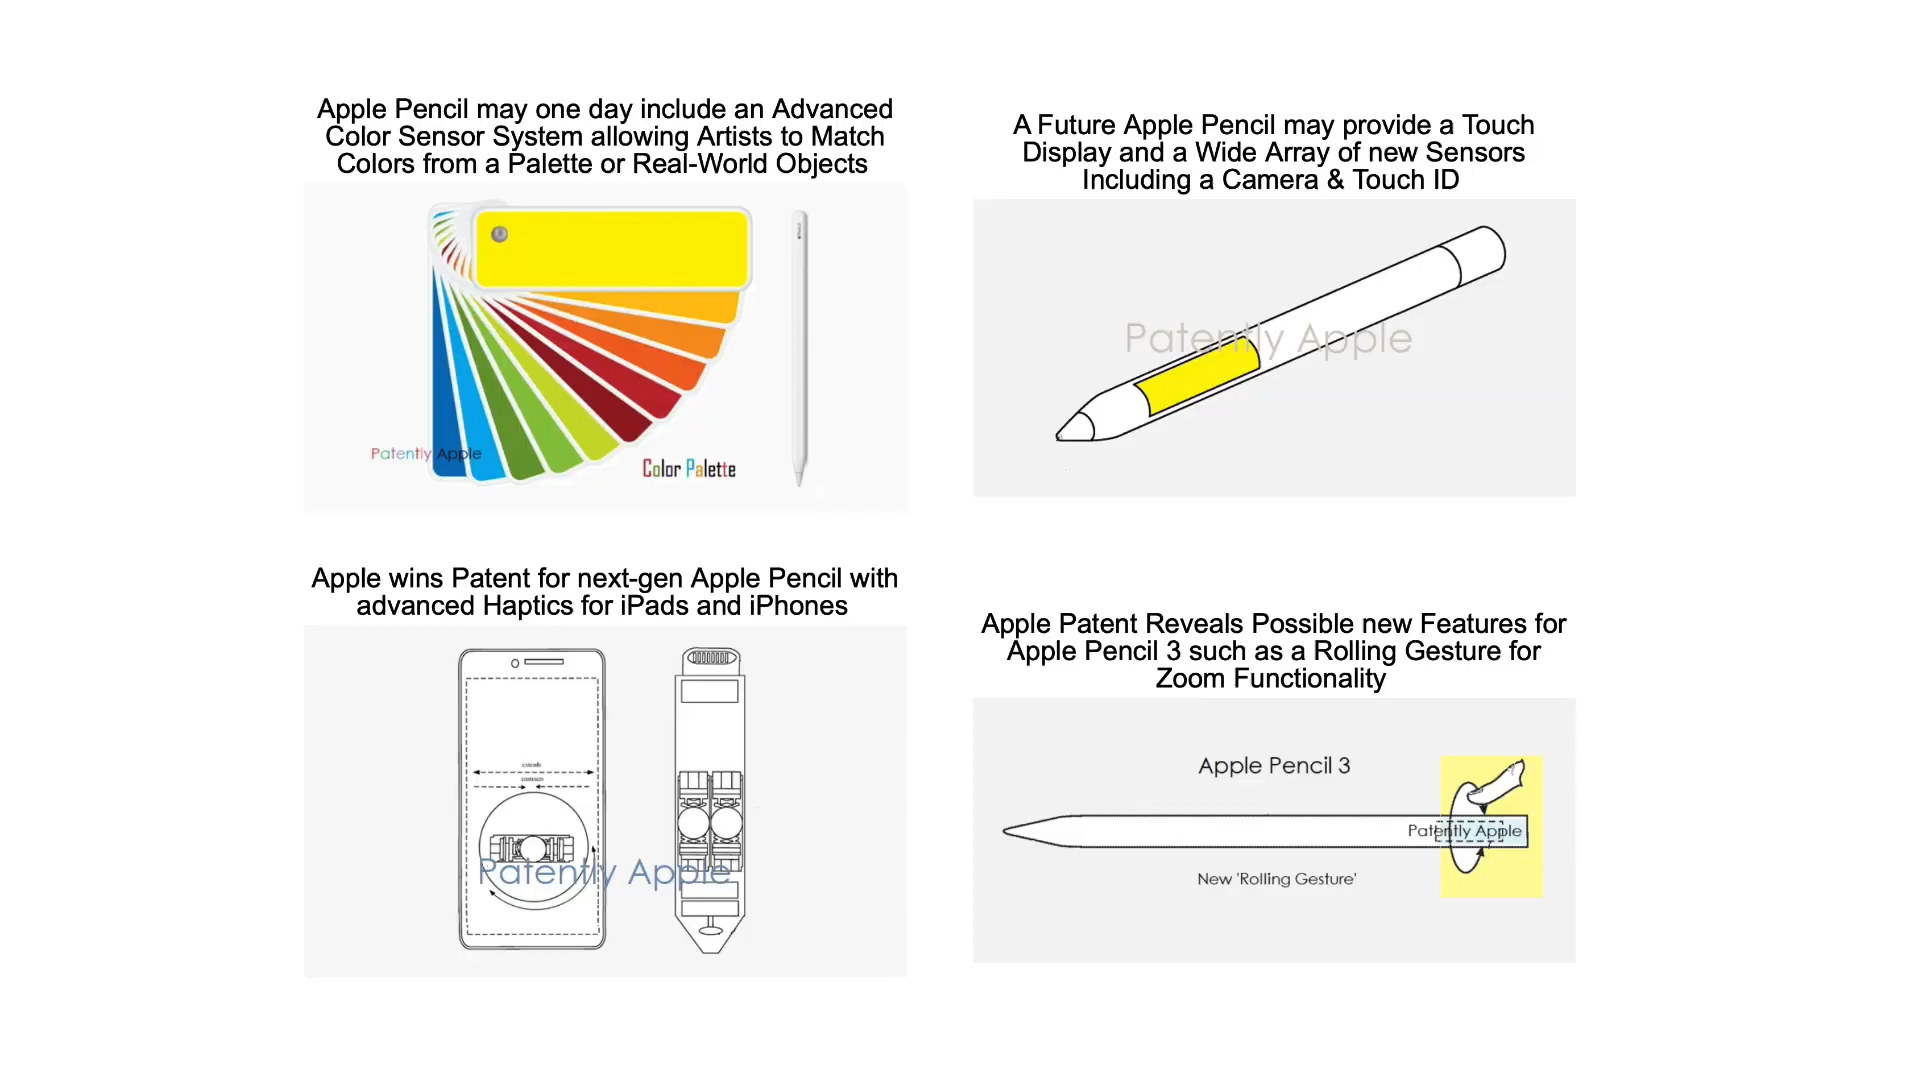 Apple Pencil may one day include an Advanced
Color Sensor System allowing Artists to Match
Colors from a Palette or Real-World Objects
Patently Apple
Color Palette
A Future Apple Pencil may provide a Touch
Display and a Wide Array of new Sensors
Including a Camera & Touch ID
Patently Apple
Apple wins Patent for next-gen Apple Pencil with
advanced Haptics for iPads and iPhones
Patently Apple
Apple Patent Reveals Possible new Features for
Apple Pencil 3 such as a Rolling Gesture for
Zoom Functionality
Apple Pencil 3
Patently Apple
New 'Rolling Gesture'